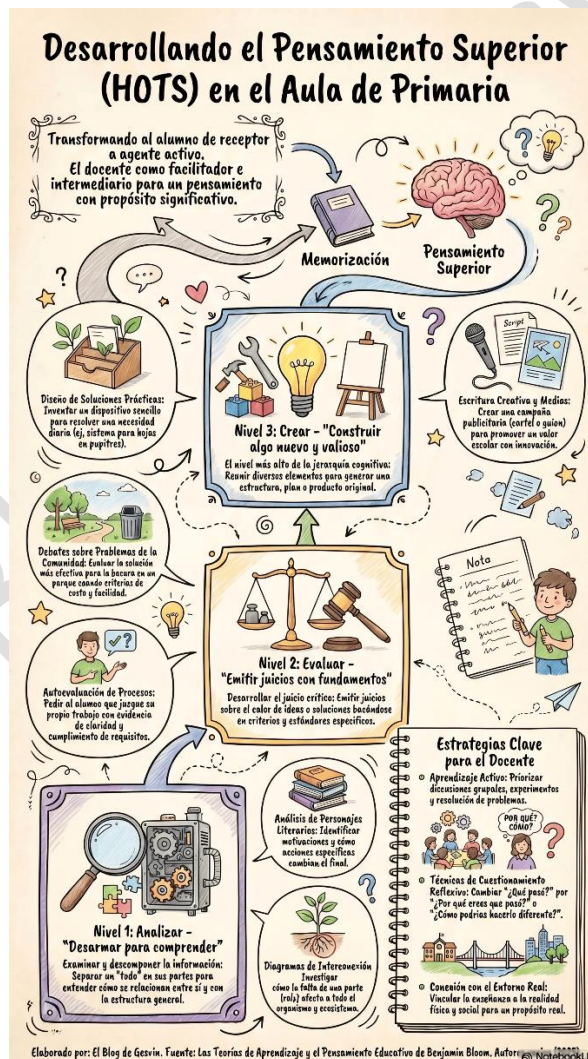 Desarrollando el Pensamiento Superior
(HOTS) en el Aula de Primaria
Transformando al alumno de receptor
a agente activo.
El docente como facilitador e
intermediario para un pensamiento
con propósito significativo.
Memorización
Pensamiento
Superior
Diseño de Soluciones Prácticas:
Inventar un dispositivo sencillo
para resolver una necesidad
diaria (ej, sistema para hojas
en pupitres).
Nivel 3: Crear - "Construir
algo nuevo y valioso"
El nivel más alto de la jerarquía cognitiva:
Reunir diversos elementos para generar una
estructura, plan o producto original.
Script
Escritura Creativa y Medios:
Crear una campaña
publicitaria (cartel o guion)
para promover un valor
escolar con innovación.
Debates sobre Problemas de la
Comunidad: Evaluar la solución
más efectiva para la bacara en un
parque cuando criterias de
costo y facilidad.
Nota
Autoevaluación de Procesos:
Pedir al alumno que juzgue su
propio trabajo con evidencia
de claridad y
cumplimiento de requisitos.
Nivel 2: Evaluar -
"Emitir juicios con fundamentos"
Desarrollar el juicio crítico: Emitir juicios
sobre el calor de ideas o soluciones bacándose
en criterios y estándares específicos.
Análisis de Personajes
Literarios: Identificar
motivaciones y cómo
acciones específicas
cambian el final.
Nivel 1: Analizar -
"Desarmar para comprender"
Examinar y descomponer la información:
Separar un "todo" en sus partes para
entender cómo se relacionan entre sí y con
la estructura general.
Diagramas de Interconexión
Investigar
cómo la falta de una parte
(raíz) afecta a todo el
organismo y ecosistema.
Estrategias Clave
para el Docente
Aprendizaje Activo: Priorizar
discusiones grupales, experimentos
y resolución de problemas.
POR QUÉ?
CÓMO?
Técnicas de Cuestionamiento
Reflexivo: Cambiar "¿Qué pasó?" por
"¿Por qué crees que pasó?" o
"¿Cómo podrías hacerlo diferente?".
Conexión con el Entorno Real:
Vincular la enseñanza a la realidad
física y social para un propósito real.
Elaborado por: El Blog de Gesvin. Fuente: Las Teorías de Aprendizaje y el Pensamiento Educativo de Benjamin Bloom.